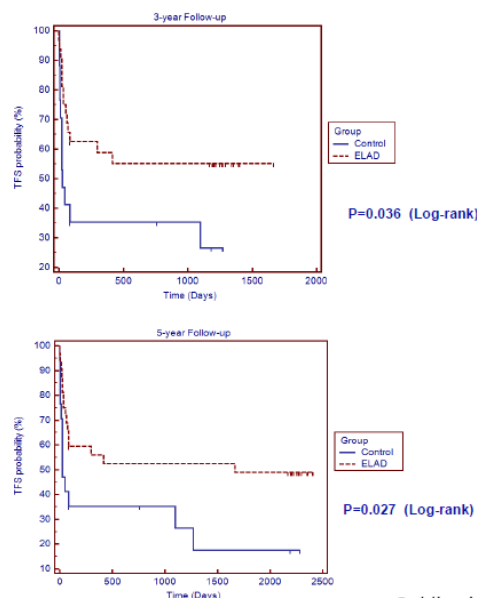 3-year Follow-up
100
90
80
70
60
50
40
30
20
TFS probability (%)
0
500
1000
1500
2000
Time (Days)
Group
Control
ELAD
P=0.036 (Log-rank)
5-year Follow-up
100
90
80
70
60
50
40
30
20
10
TFS probability (%)
0
500
1000
1500
2000
2500
Time (Days)
Group
Control
ELAD
P=0.027 (Log-rank)